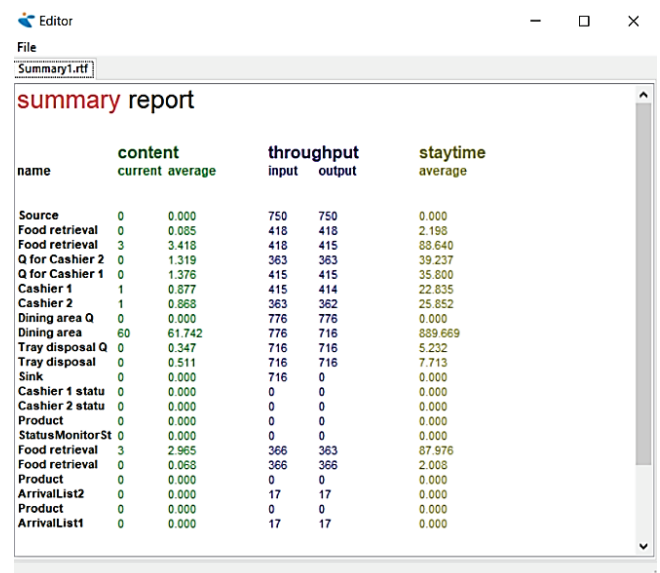 Editor
File
Summary1.rtf
summary report
content throughput staytime
name current average input output average
Source 0 0.000 750 750 0.000
Food retrieval 0 0.085 418 418 2.198
Food retrieval 3 3.418 418 415 88.640
Q for Cashier 2 0 1.319 363 363 39.237
Q for Cashier 1 0 1.376 415 415 35.800
Cashier 1 1 0.877 415 414 22.835
Cashier 2 1 0.868 363 362 25.852
Dining area Q 0 0.000 776 776 0.000
Dining area 60 61.742 776 716 889.669
Tray disposal Q 0 0.347 716 716 5.232
Tray disposal 0 0.511 716 716 7.713
Sink 0 0.000 716 0 0.000
Cashier 1 statu 0 0.000 0 0 0.000
Cashier 2 statu 0 0.000 0 0 0.000
Product 0 0.000 0 0 0.000
StatusMonitorSt 0 0.000 0 0 0.000
Food retrieval 3 2.965 366 363 87.976
Food retrieval 0 0.068 366 366 2.008
Product 0 0.000 0 0 0.000
ArrivalList2 0 0.000 17 17 0.000
Product 0 0.000 0 0 0.000
ArrivalList1 0 0.000 17 17 0.000